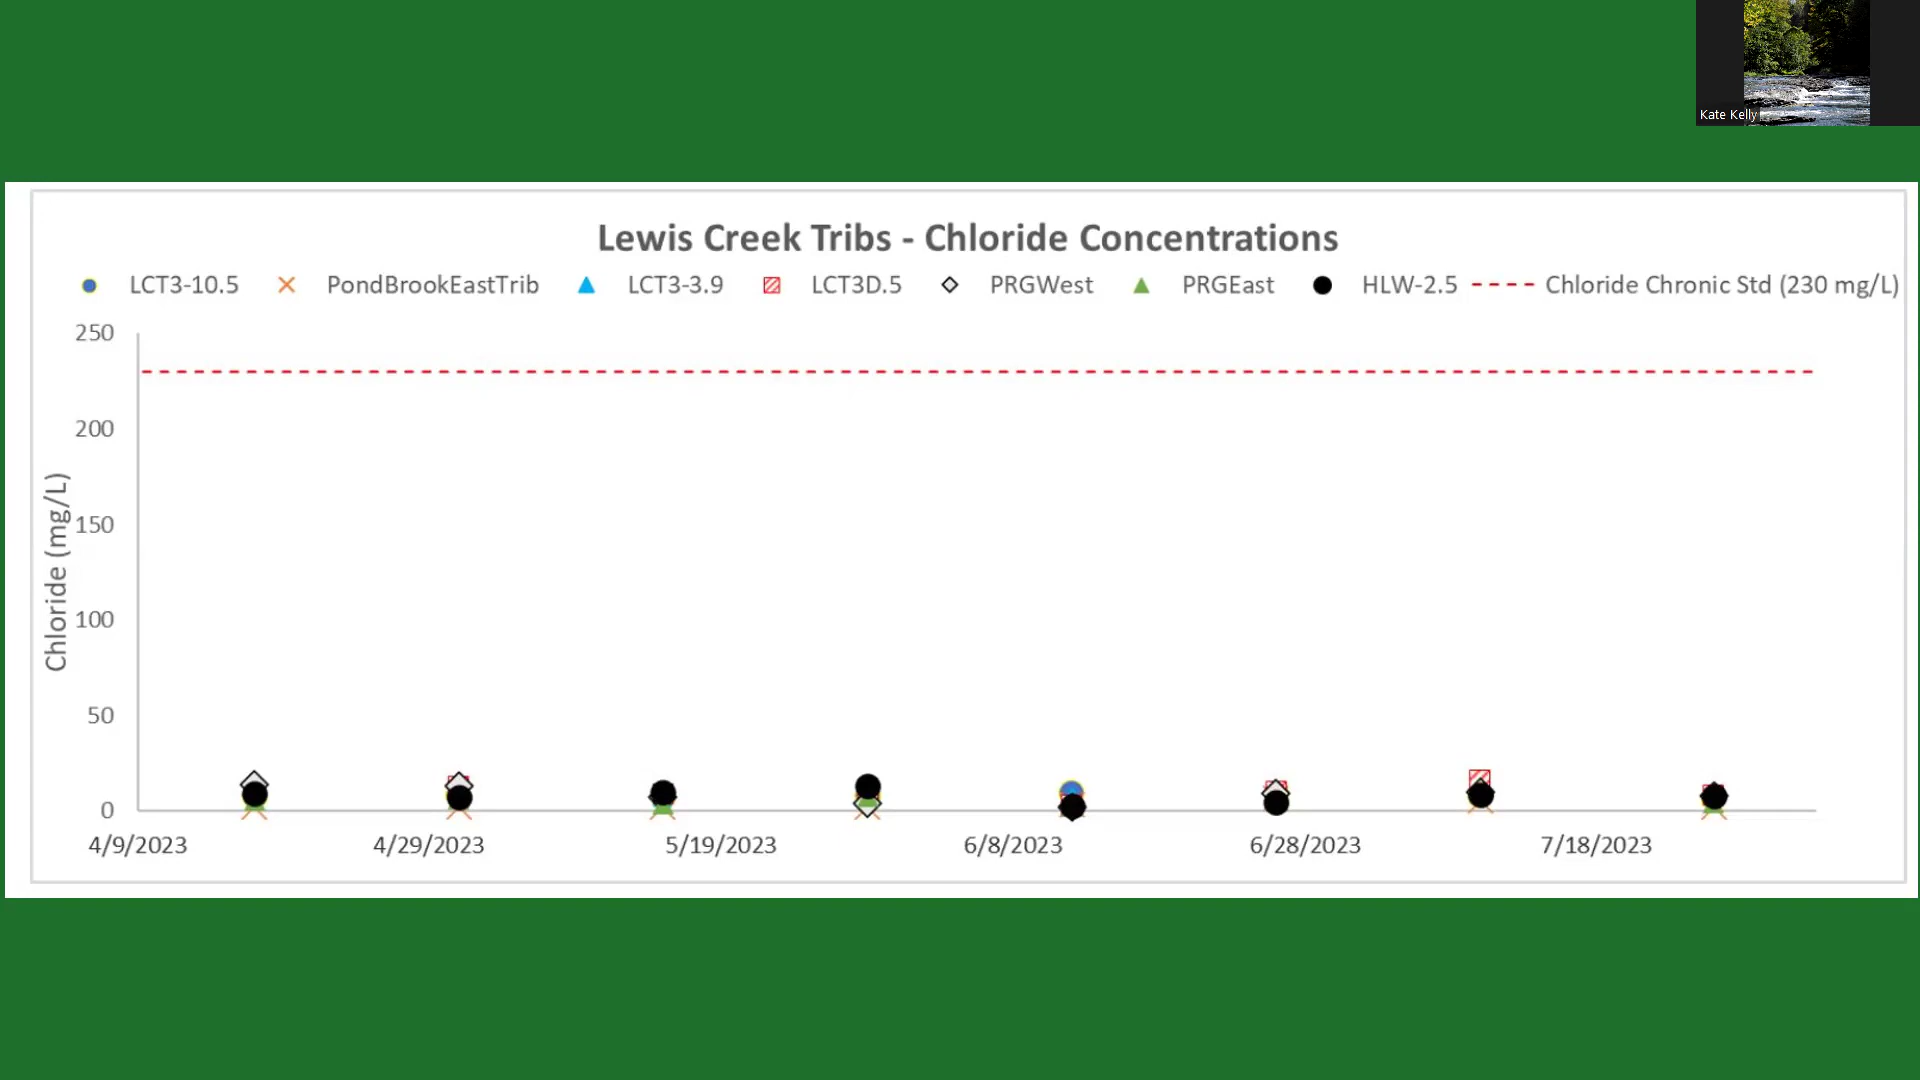 Kate Kelly
Lewis Creek Tribs - Chloride Concentrations
LCT3-10.5 PondBrookEastTrib LCT3-3.9 LCT3D.5 PRGWest PRGEast HLW-2.5 Chloride Chronic Std (230 mg/L)
Chloride (mg/L)
250
200
150
100
50
0
4/9/2023 4/29/2023 5/19/2023 6/8/2023 6/28/2023 7/18/2023